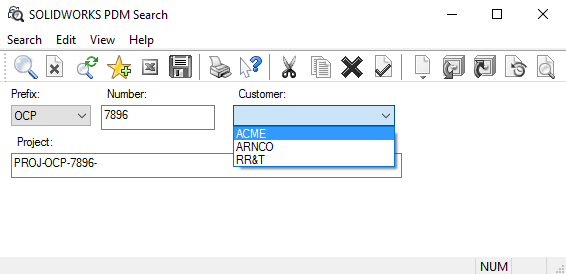 SOLIDWORKS PDM Search
Search Edit View Help
Prefix: Number: Customer:
OCP 7896
ACME
ARNCO
RR&T
Project:
PROJ-OCP-7896-
NUM